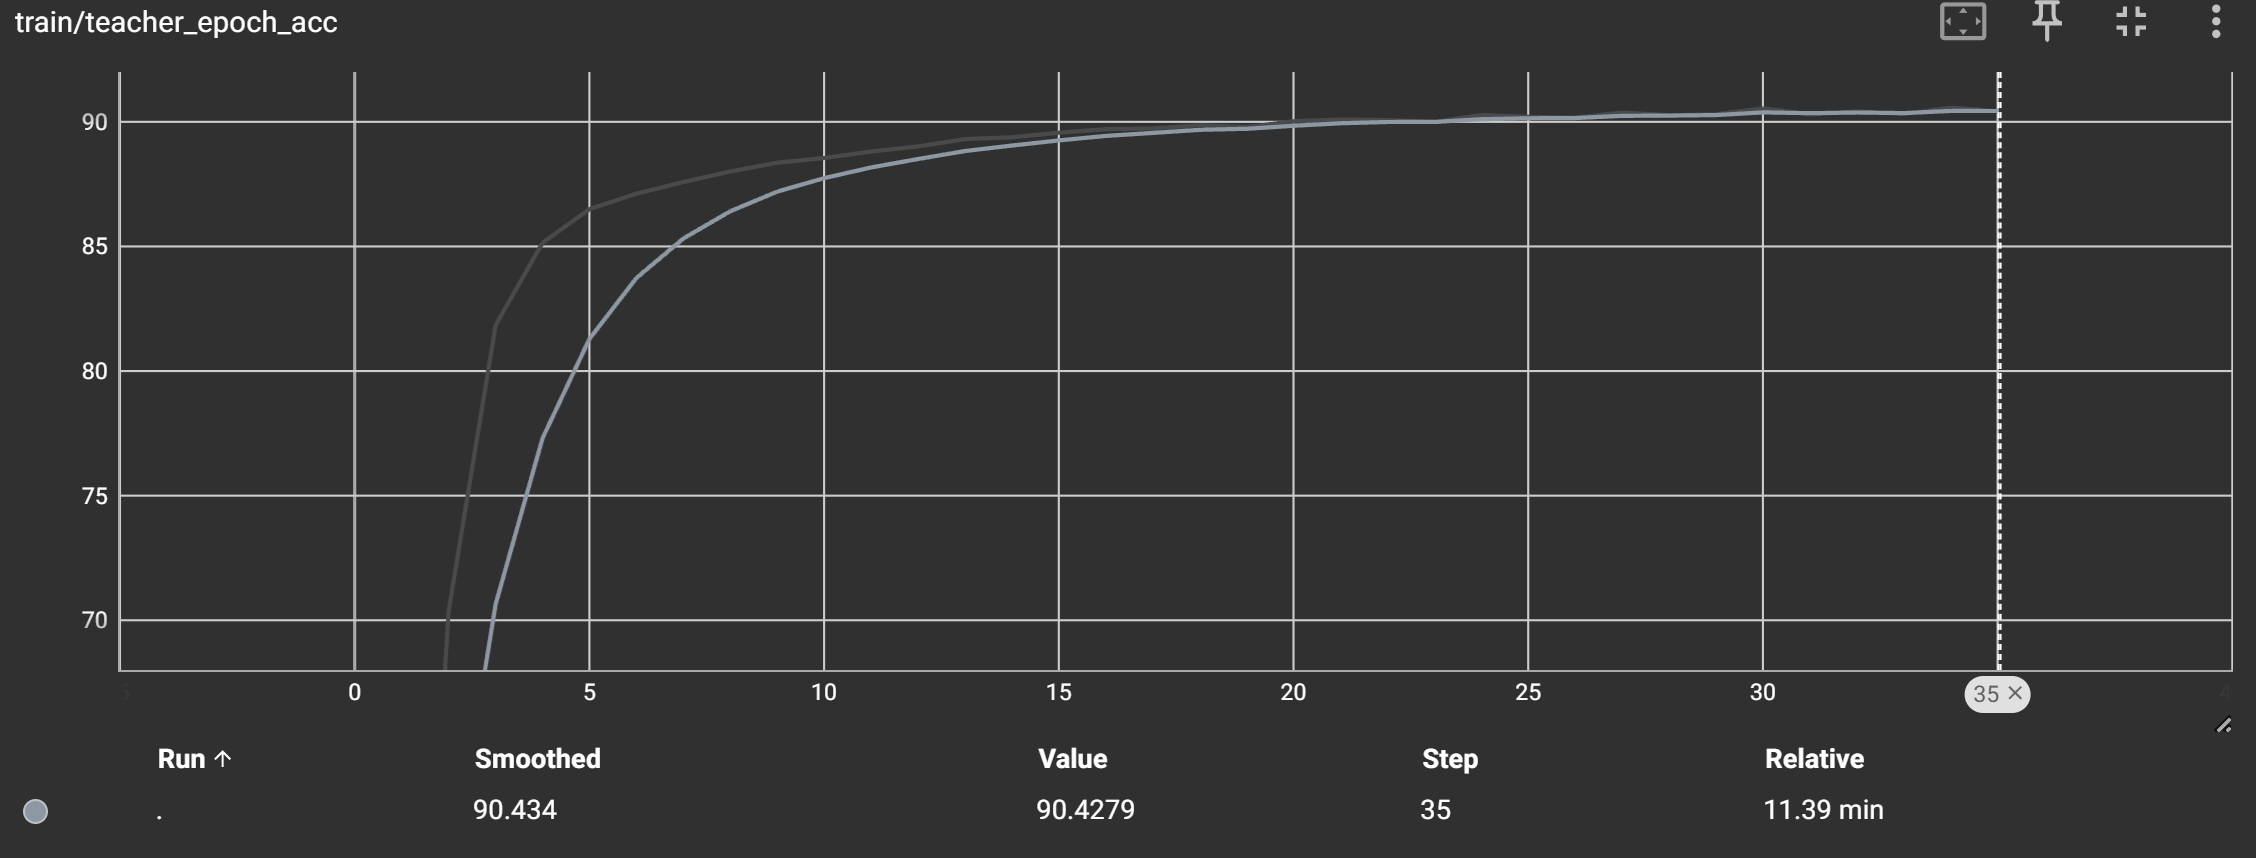 train/teacher_epoch_acc
90
85
80
75
70
0 5 10 15 20 25 30 35 ×
Run ↑ Smoothed Value Step Relative
. 90.434 90.4279 35 11.39 min